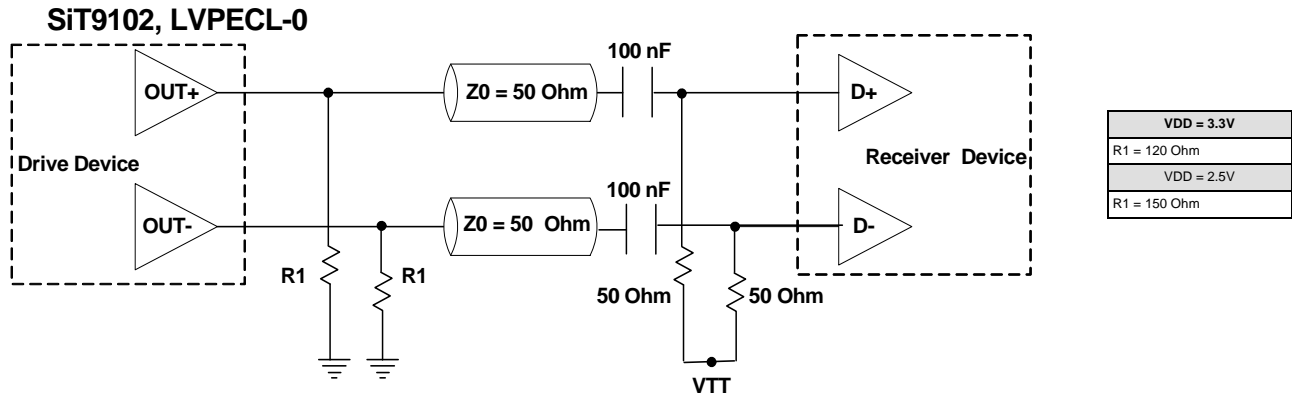 SiT9102, LVPECL-0
100 nF
OUT+
Z0 = 50 Ohm
D+
Drive Device
Receiver Device
100 nF
OUT-
Z0 = 50 Ohm
D-
R1
R1
50 Ohm
50 Ohm
VTT
VDD = 3.3V
R1 = 120 Ohm
VDD = 2.5V
R1 = 150 Ohm